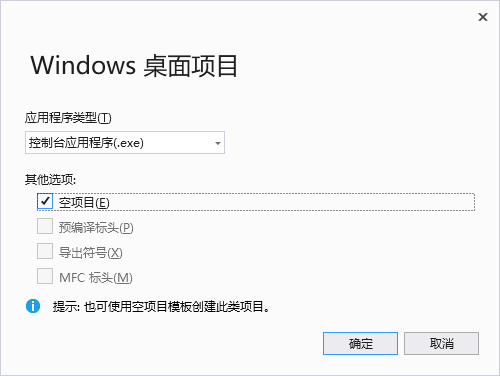 Windows 桌面项目
应用程序类型(T)
控制台应用程序(.exe)
其他选项:
空项目(E)
预编译标头(P)
导出符号(X)
MFC 标头(M)
提示: 也可使用空项目模板创建此类项目。
确定 取消